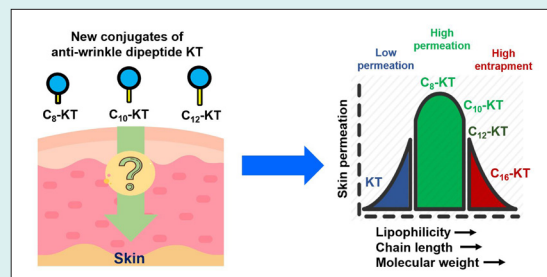 New conjugates of
anti-wrinkle dipeptide KT
C₈-KT
C₁₀-KT
C₁₂-KT
?
Skin
High
permeation
Low
permeation
High
entrapment
C₈-KT
C₁₀-KT
C₁₂-KT
KT
C₁₆-KT
Skin permeation
Lipophilicity
Chain length
Molecular weight